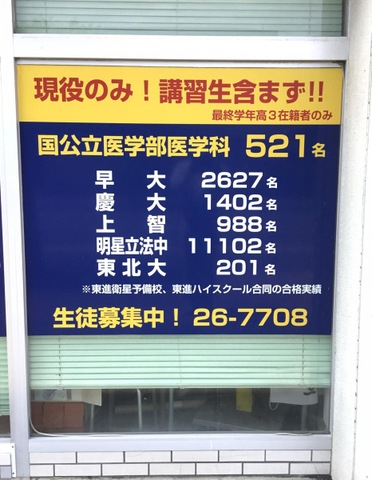 現役のみ！講習生含まず!!
最終学年高3在籍者のみ
国公立医学部医学科 521名
早大 2627名
慶大 1402名
上智 988名
明星立法中 11102名
東北大 201名
※東進衛星予備校、東進ハイスクール合同の合格実績
生徒募集中！ 26-7708